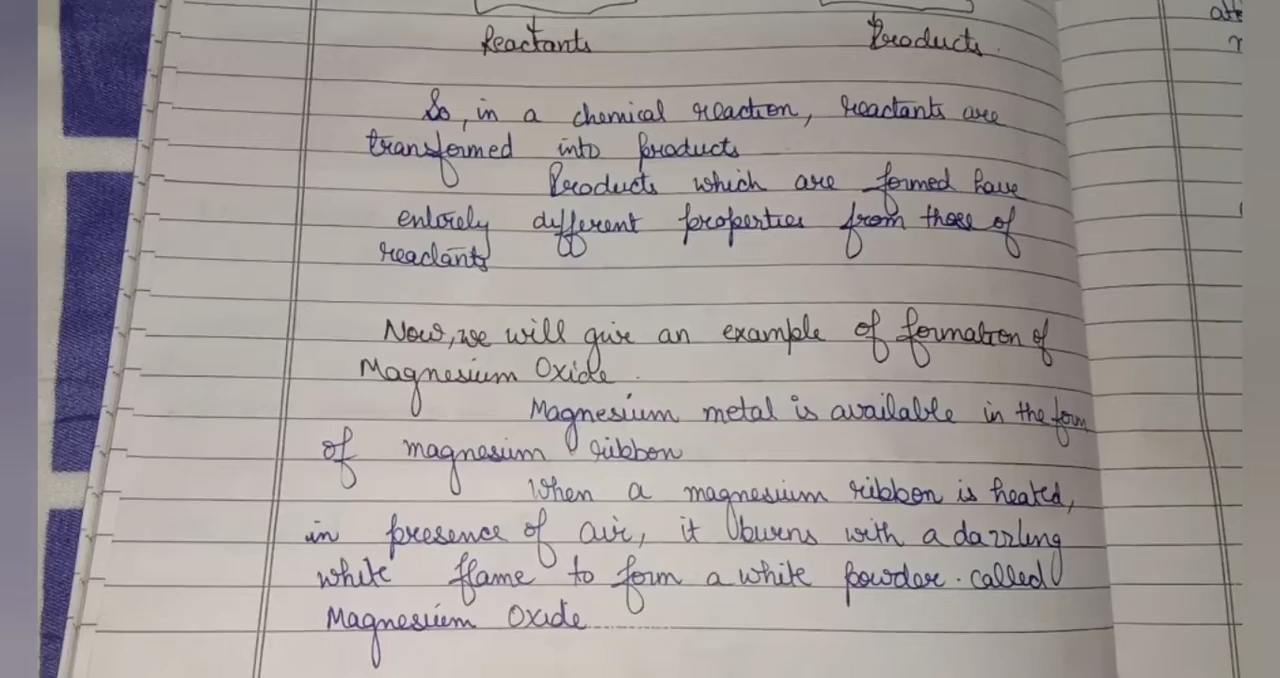 Reactants Products.
So, in a chemical reaction, reactants are
transformed into products
Products which are formed have
entirely different properties from those of
reactants
Now, we will give an example of formation of
Magnesium Oxide.
Magnesium metal is available in the form
of magnesium ribbon
When a magnesium ribbon is heated,
in presence of air, it burns with a dazzling
white flame to form a white powder. called
Magnesium Oxide